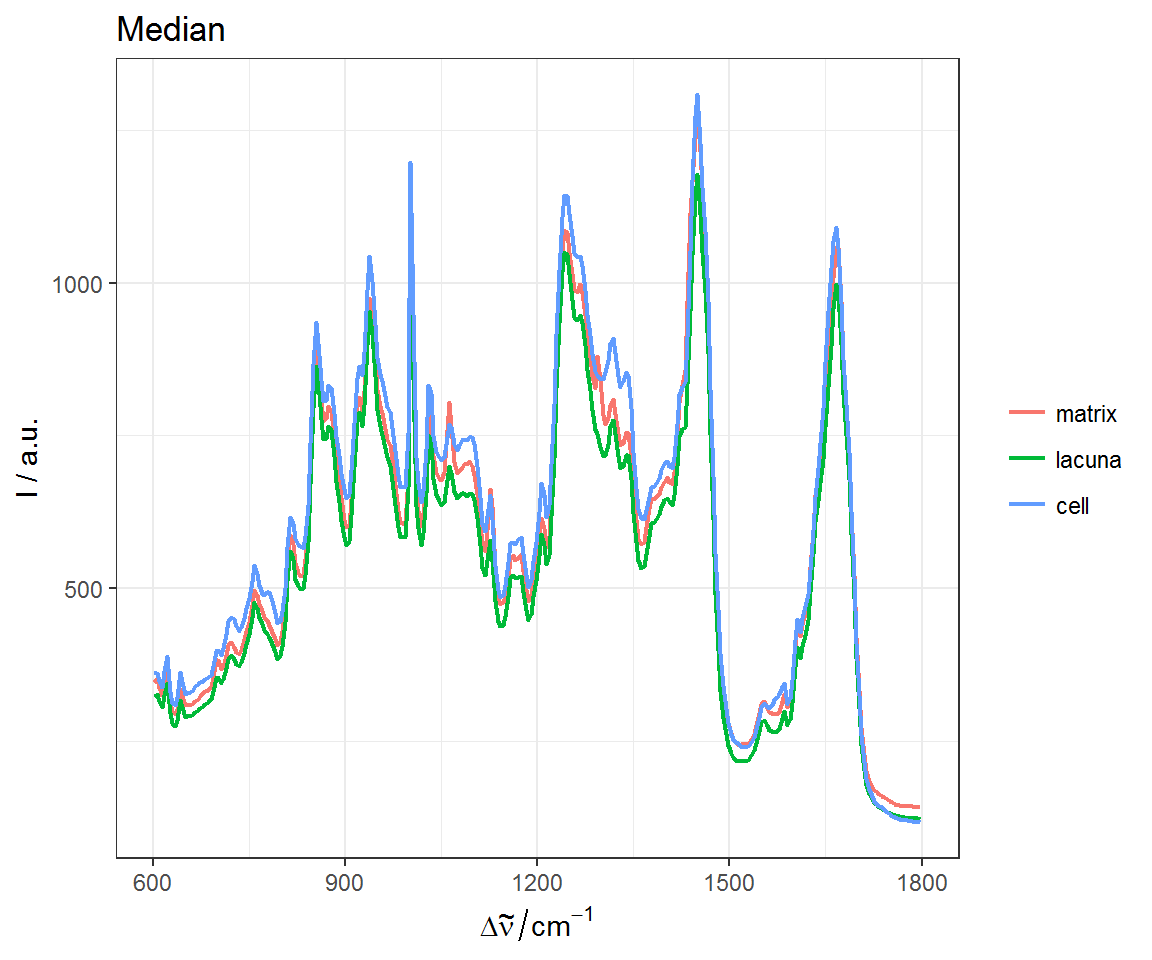 Median
I / a.u.
1000
500
600 900 1200 1500 1800
Δν̃/cm⁻¹
matrix
lacuna
cell